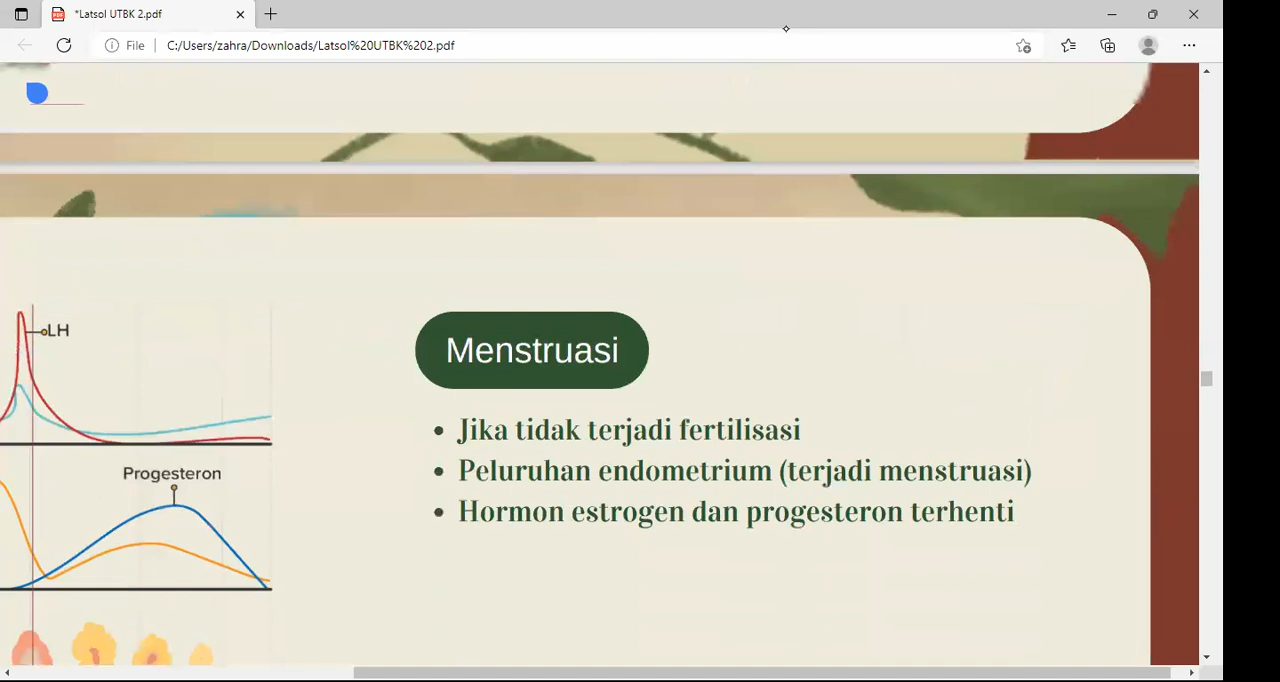 *Latsol UTBK 2.pdf
File
C:/Users/zahra/Downloads/Latsol%20UTBK%202.pdf
LH
Progesteron
Menstruasi
• Jika tidak terjadi fertilisasi
• Peluruhan endometrium (terjadi menstruasi)
• Hormon estrogen dan progesteron terhenti